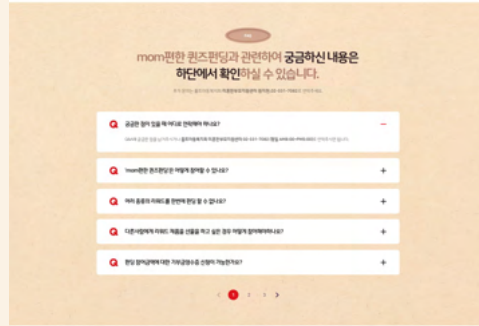 mom편한 퀸즈펀딩과 관련하여 궁금하신 내용은
하단에서 확인하실 수 있습니다.
Q 궁금한 점이 있을 때 어디로 연락해야 하나요? −
Q 'mom편한 퀸즈펀딩'은 어떻게 참여할 수 있나요? +
Q 여러 종류의 리워드를 한번에 펀딩 할 수 없나요? +
Q 다른사람에게 리워드 제품을 선물을 하고 싶은 경우 어떻게 참여해야하나요? +
Q 펀딩 참여금액에 대한 기부금영수증 신청이 가능한가요? +
< 1 2 3 >